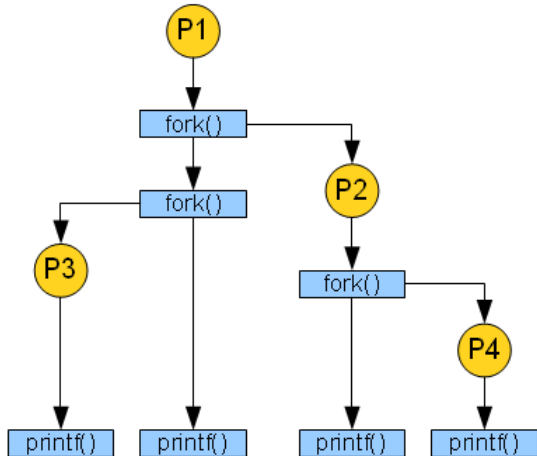 P1
fork()
fork()
P2
P3
fork()
P4
printf()
printf()
printf()
printf()